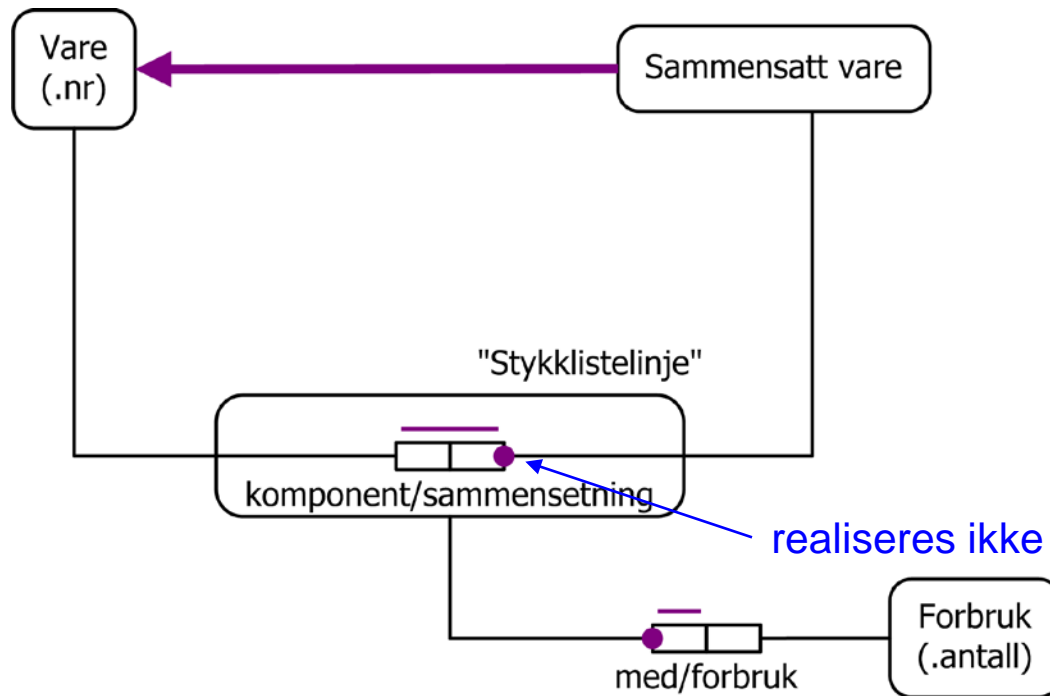 Vare
(.nr)
Sammensatt vare
"Stykklistelinje"
komponent/sammensetning
realiseres ikke
med/forbruk
Forbruk
(.antall)